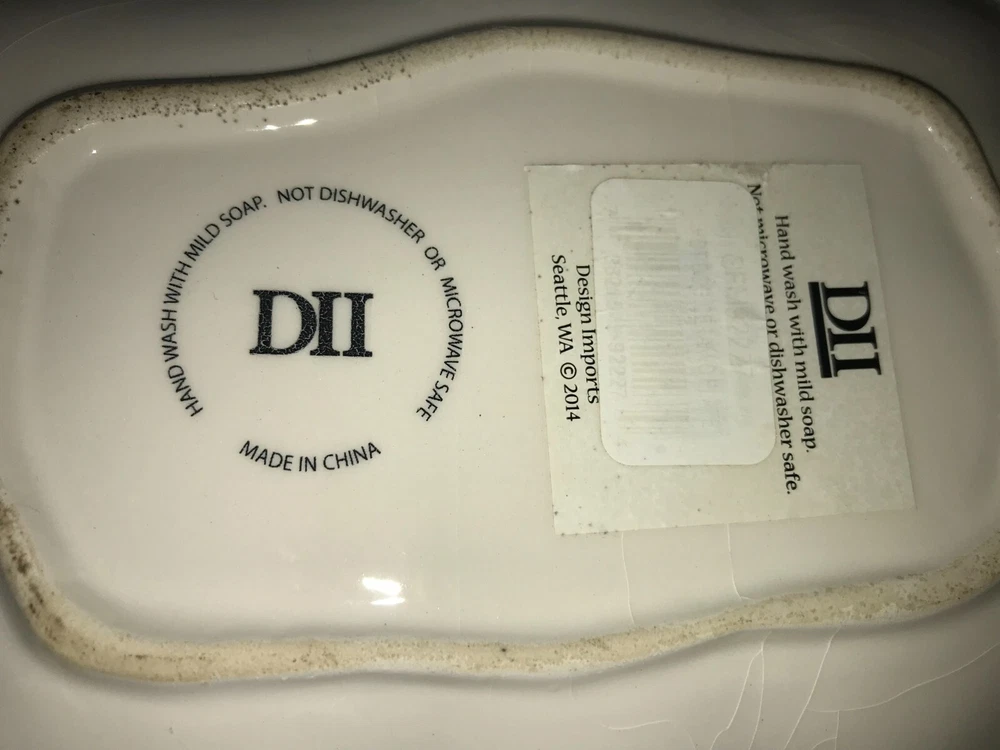 HAND WASH WITH MILD SOAP. NOT DISHWASHER OR MICROWAVE SAFE
DII
MADE IN CHINA
DII
Hand wash with mild soap.
Not microwave or dishwasher safe.
Design Imports
Seattle, WA © 2014